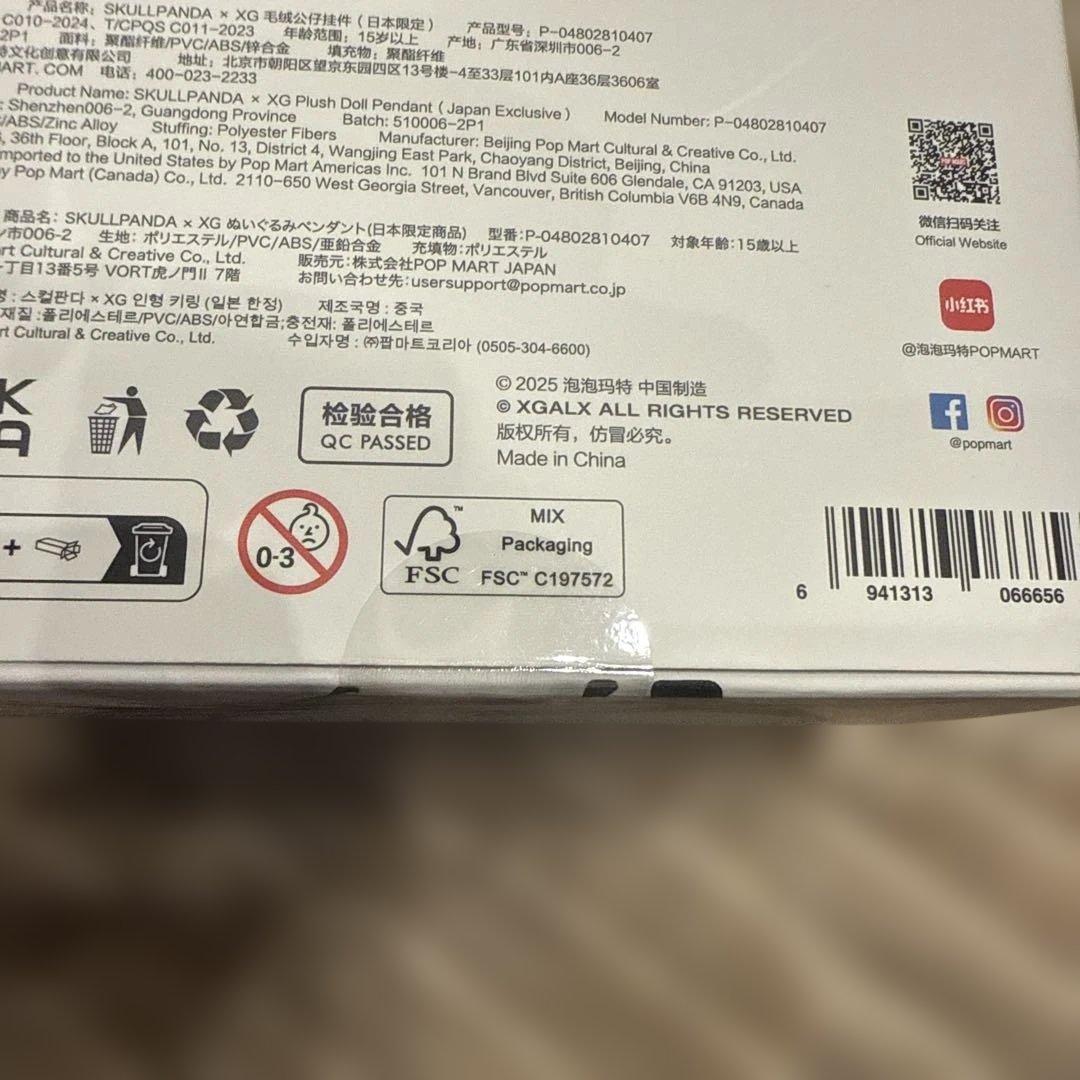 产品名称：SKULLPANDA × XG 毛绒公仔挂件（日本限定） 产品型号：P-04802810407
C010-2024、T/CPQS C011-2023 年龄范围：15岁以上 产地：广东省深圳市006-2
2P1 面料：聚酯纤维/PVC/ABS/锌合金 填充物：聚酯纤维
特文化创意有限公司 地址：北京市朝阳区望京东园四区13号楼-4至33层101内A座36层3606室
ART. COM 电话：400-023-2233
Product Name: SKULLPANDA × XG Plush Doll Pendant ( Japan Exclusive ) Model Number: P-04802810407
: Shenzhen006-2, Guangdong Province Batch: 510006-2P1
/ABS/Zinc Alloy Stuffing: Polyester Fibers Manufacturer: Beijing Pop Mart Cultural & Creative Co., Ltd.
, 36th Floor, Block A, 101, No. 13, District 4, Wangjing East Park, Chaoyang District, Beijing, China
mported to the United States by Pop Mart Americas Inc. 101 N Brand Blvd Suite 606 Glendale, CA 91203, USA
y Pop Mart (Canada) Co., Ltd. 2110-650 West Georgia Street, Vancouver, British Columbia V6B 4N9, Canada
商品名：SKULLPANDA × XG ぬいぐるみペンダント(日本限定商品) 型番：P-04802810407 対象年齢：15歳以上
ン市006-2 生地：ポリエステル/PVC/ABS/亜鉛合金 充填物：ポリエステル
rt Cultural & Creative Co., Ltd. 販売元：株式会社POP MART JAPAN
一丁目13番5号 VORT虎ノ門II 7階 お問い合わせ先：usersupport@popmart.co.jp
명 : 스컬판다 × XG 인형 키링 (일본 한정) 제조국명 : 중국
재질 :폴리에스테르/PVC/ABS/아연합금;충전재: 폴리에스테르
rt Cultural & Creative Co., Ltd. 수입자명 : ㈜팝마트코리아 (0505-304-6600)
POP MART
微信扫码关注
Official Website
小红书
@泡泡玛特POPMART
@popmart
K
A
检验合格
QC PASSED
© 2025 泡泡玛特 中国制造
© XGALX ALL RIGHTS RESERVED
版权所有，仿冒必究。
Made in China
+
0-3
FSC™
MIX
Packaging
FSC™ C197572
6 941313 066656